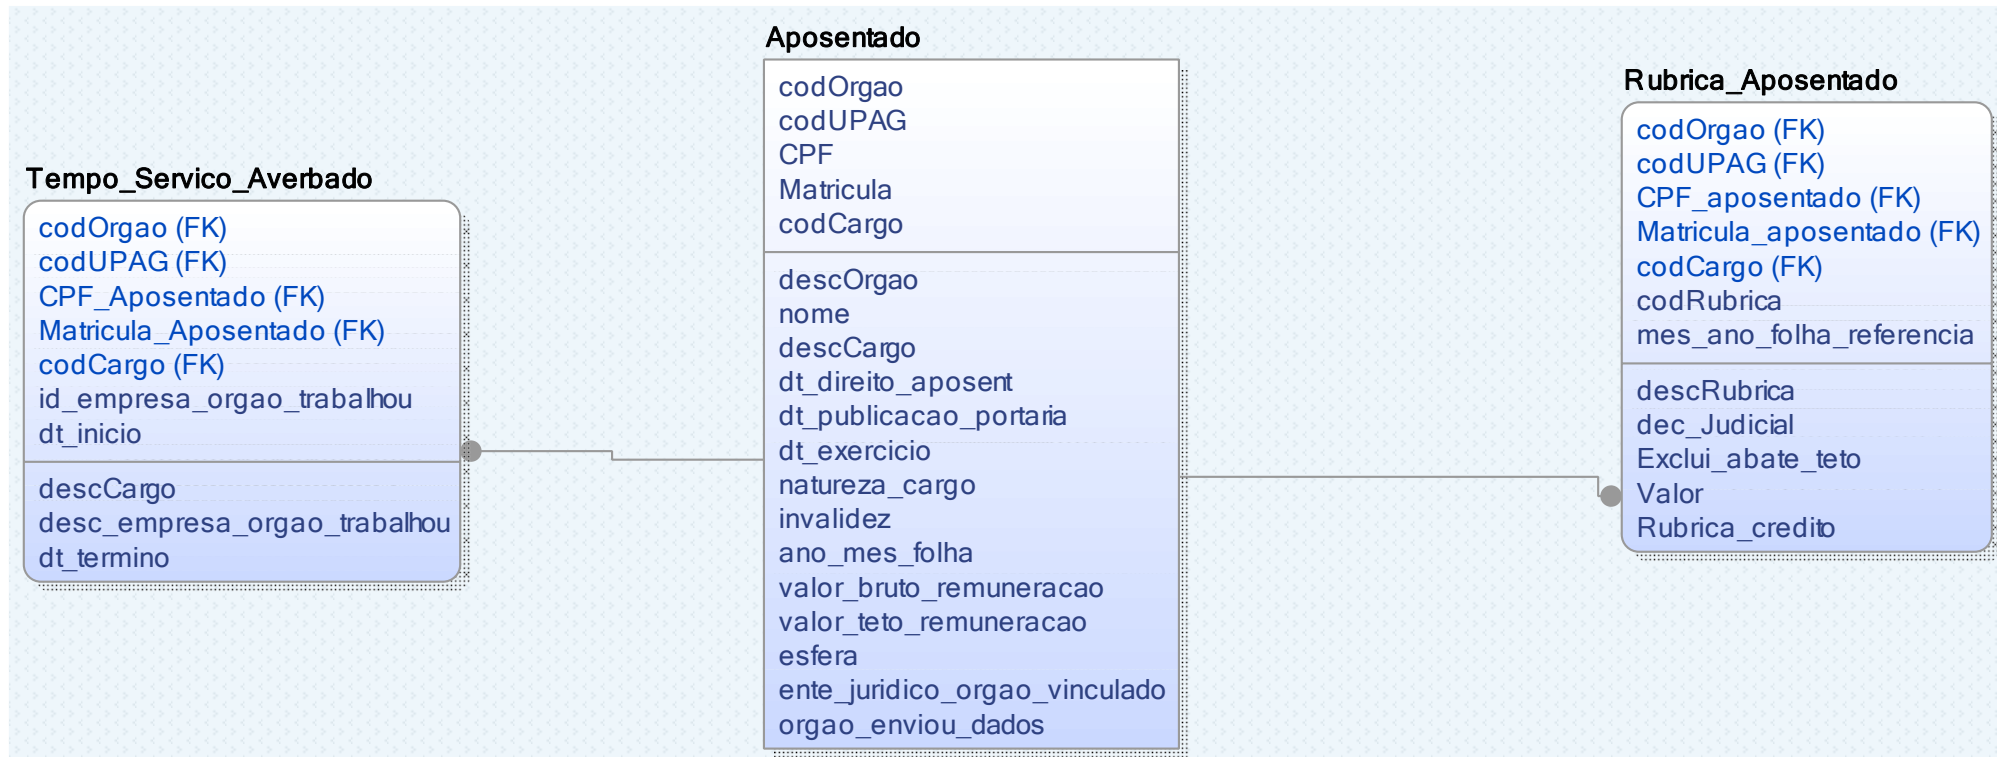 Tempo_Servico_Averbado
codOrgao (FK)
codUPAG (FK)
CPF_Aposentado (FK)
Matricula_Aposentado (FK)
codCargo (FK)
id_empresa_orgao_trabalhou
dt_inicio
descCargo
desc_empresa_orgao_trabalhou
dt_termino
Aposentado
codOrgao
codUPAG
CPF
Matricula
codCargo
descOrgao
nome
descCargo
dt_direito_aposent
dt_publicacao_portaria
dt_exercicio
natureza_cargo
invalidez
ano_mes_folha
valor_bruto_remuneracao
valor_teto_remuneracao
esfera
ente_juridico_orgao_vinculado
orgao_enviou_dados
Rubrica_Aposentado
codOrgao (FK)
codUPAG (FK)
CPF_aposentado (FK)
Matricula_aposentado (FK)
codCargo (FK)
codRubrica
mes_ano_folha_referencia
descRubrica
dec_Judicial
Exclui_abate_teto
Valor
Rubrica_credito